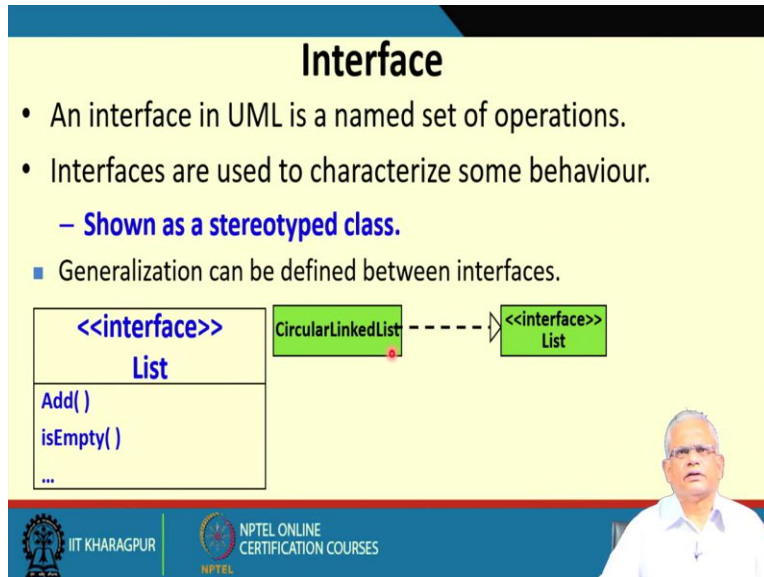 Interface
• An interface in UML is a named set of operations.
• Interfaces are used to characterize some behaviour.
– Shown as a stereotyped class.
■ Generalization can be defined between interfaces.
<<interface>>
List
Add( )
isEmpty( )
...
CircularLinkedList
<<interface>>
List
IIT KHARAGPUR
NPTEL
NPTEL ONLINE
CERTIFICATION COURSES